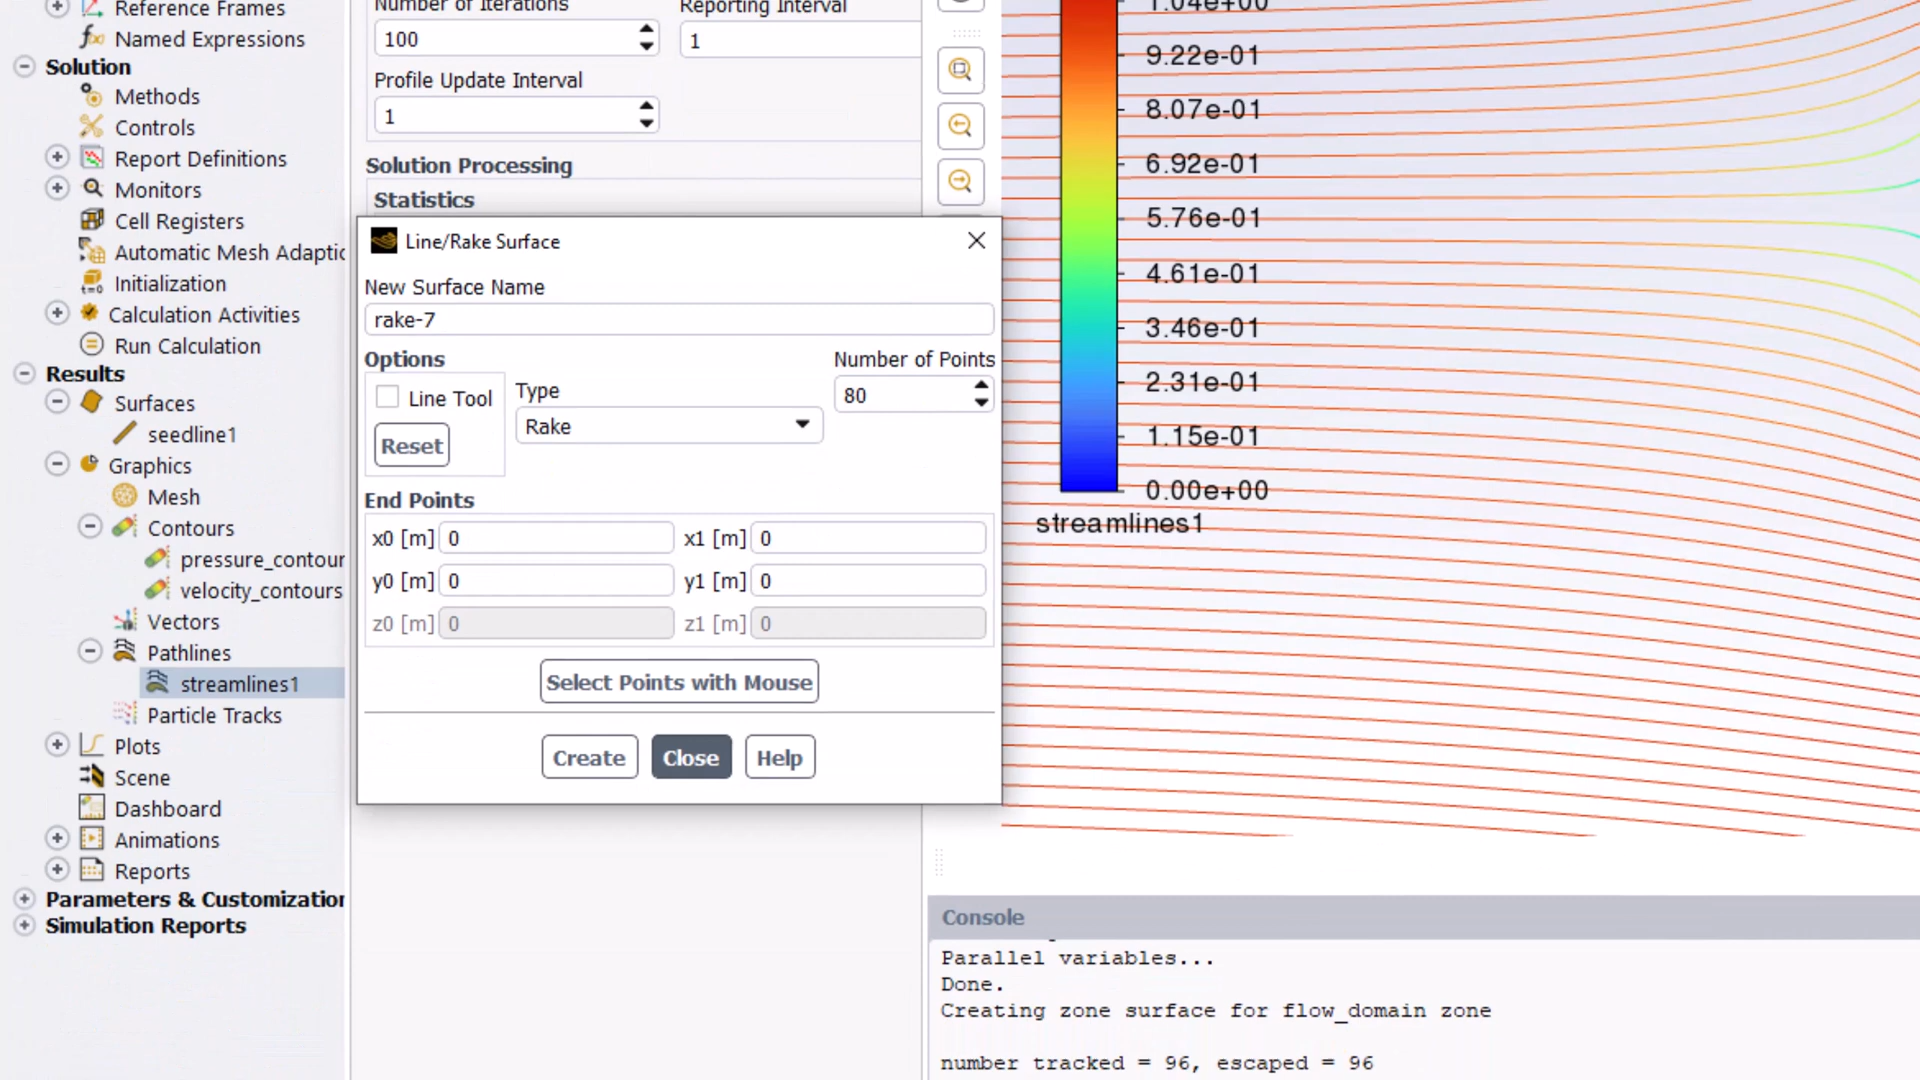 Reference Frames
Named Expressions
Solution
Methods
Controls
Report Definitions
Monitors
Cell Registers
Automatic Mesh Adaptic
Initialization
Calculation Activities
Run Calculation
Results
Surfaces
seedline1
Graphics
Mesh
Contours
pressure_contour
velocity_contours
Vectors
Pathlines
streamlines1
Particle Tracks
Plots
Scene
Dashboard
Animations
Reports
Parameters & Customization
Simulation Reports
Number of Iterations
Reporting Interval
100
1
Profile Update Interval
1
Solution Processing
Statistics
Line/Rake Surface
New Surface Name
rake-7
Options
Number of Points
Line Tool
Type
80
Rake
Reset
End Points
x0 [m] 0 x1 [m] 0
y0 [m] 0 y1 [m] 0
z0 [m] 0 z1 [m] 0
Select Points with Mouse
Create Close Help
1.04e+00
9.22e-01
8.07e-01
6.92e-01
5.76e-01
4.61e-01
3.46e-01
2.31e-01
1.15e-01
0.00e+00
streamlines1
Console
Parallel variables...
Done.
Creating zone surface for flow_domain zone
number tracked = 96, escaped = 96